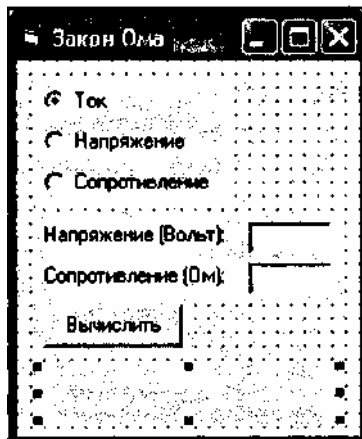 Закон Ома
Ток
Напряжение
Сопротивление
Напряжение (Вольт):
Сопротивление (Ом):
Вычислить